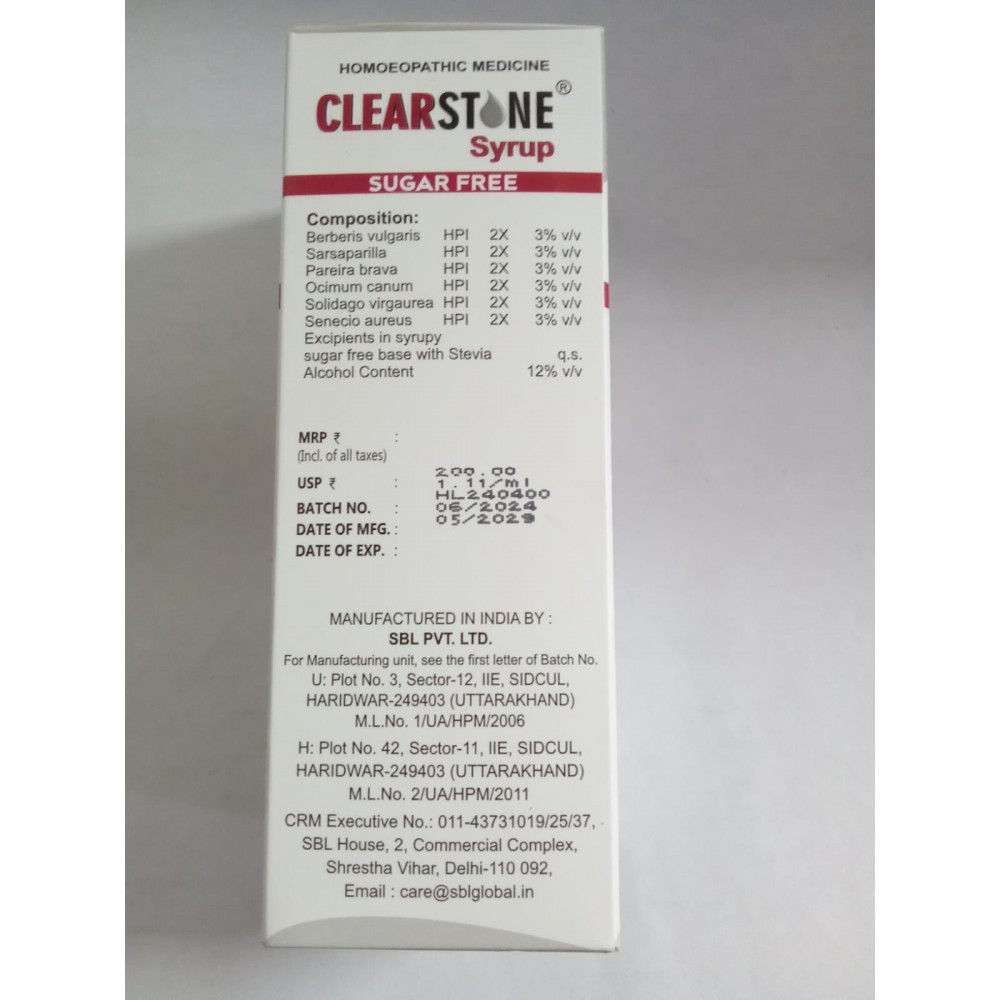 HOMOEOPATHIC MEDICINE
CLEARSTONE®
Syrup
SUGAR FREE
Composition:
Berberis vulgaris HPI 2X 3% v/v
Sarsaparilla HPI 2X 3% v/v
Pareira brava HPI 2X 3% v/v
Ocimum canum HPI 2X 3% v/v
Solidago virgaurea HPI 2X 3% v/v
Senecio aureus HPI 2X 3% v/v
Excipients in syrupy
sugar free base with Stevia q.s.
Alcohol Content 12% v/v
MRP ₹ :
(Incl. of all taxes)
200.00
USP ₹ : 1.11/ml
HL240400
BATCH NO. : 06/2024
05/2029
DATE OF MFG. :
DATE OF EXP. :
MANUFACTURED IN INDIA BY :
SBL PVT. LTD.
For Manufacturing unit, see the first letter of Batch No.
U: Plot No. 3, Sector-12, IIE, SIDCUL,
HARIDWAR-249403 (UTTARAKHAND)
M.L.No. 1/UA/HPM/2006
H: Plot No. 42, Sector-11, IIE, SIDCUL,
HARIDWAR-249403 (UTTARAKHAND)
M.L.No. 2/UA/HPM/2011
CRM Executive No.: 011-43731019/25/37,
SBL House, 2, Commercial Complex,
Shrestha Vihar, Delhi-110 092,
Email : care@sblglobal.in